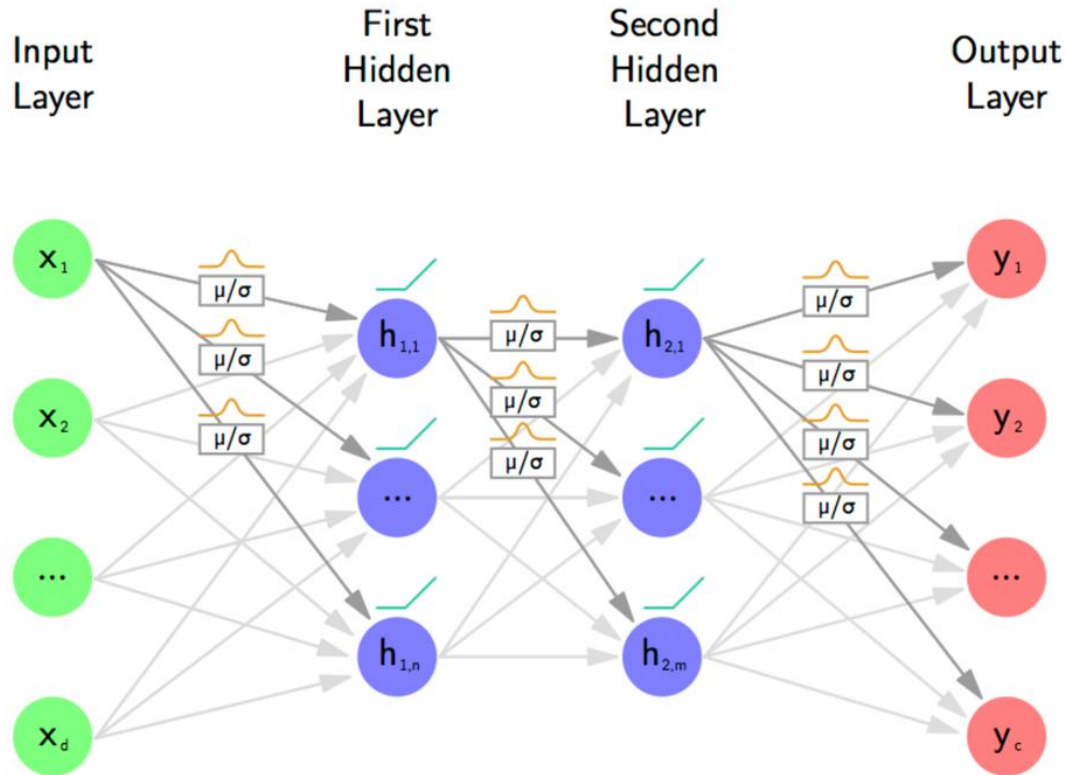 Input
Layer
First
Hidden
Layer
Second
Hidden
Layer
Output
Layer
x1
x2
...
xd
μ/σ
μ/σ
μ/σ
h1,1
...
h1,n
μ/σ
μ/σ
μ/σ
h2,1
...
h2,m
μ/σ
μ/σ
μ/σ
μ/σ
y1
y2
...
yc